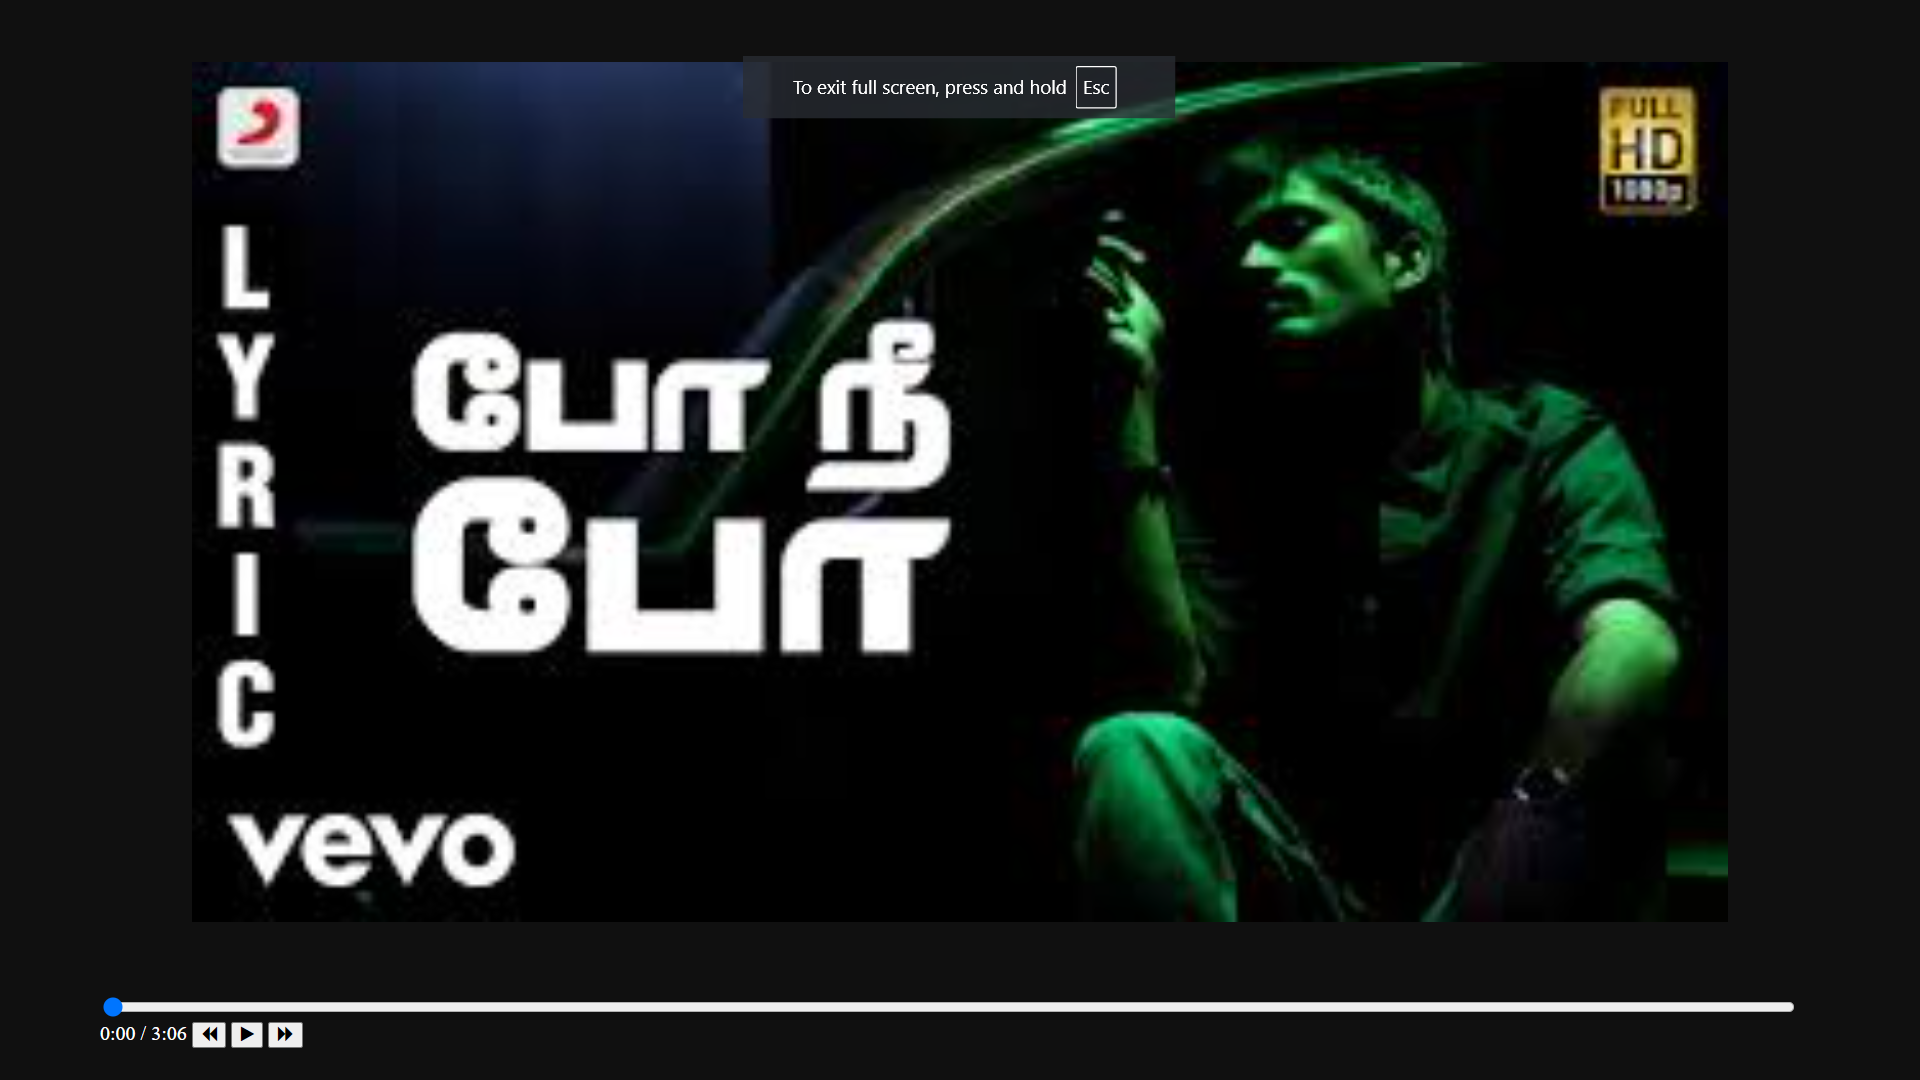 To exit full screen, press and hold Esc
FULL
HD
1080p
LYRIC
போ நீ
போ
vevo
0:00 / 3:06